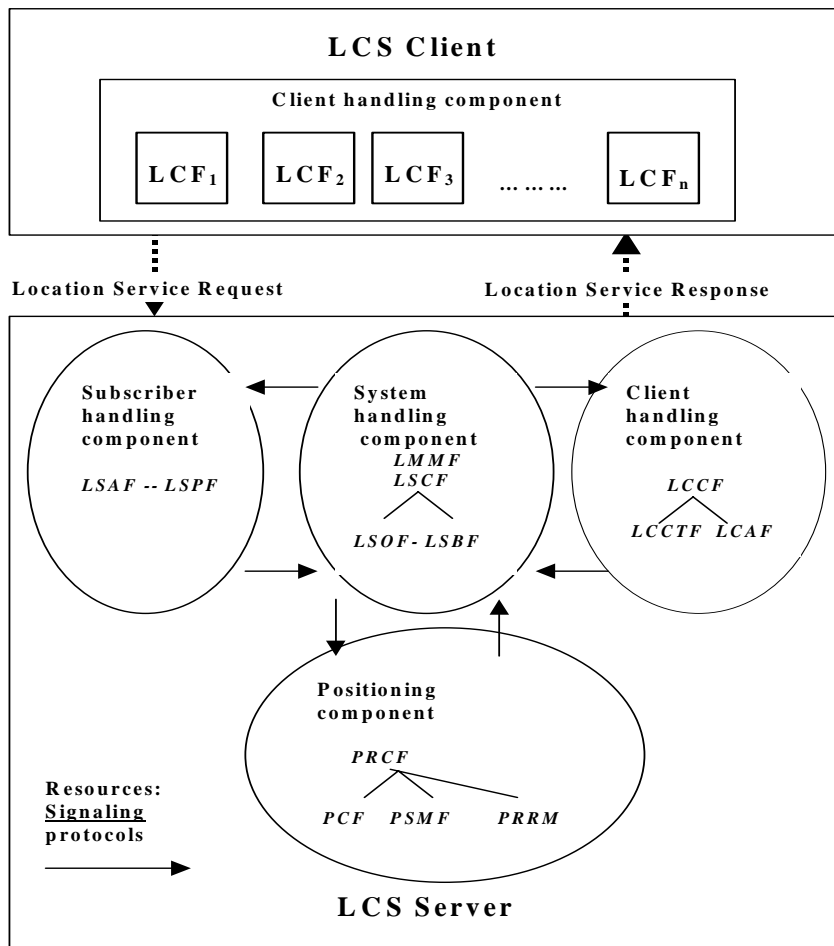 LCS Client
Client handling component
LCF1 LCF2 LCF3 ... ... ... LCFn
Location Service Request
Location Service Response
Subscriber
handling
component
LSAF -- LSPF
System
handling
component
LMMF
LSCF
LSOF - LSBF
Client
handling
component
LCCF
LCCTF LCAF
Positioning
component
PRCF
PCF PSMF PRRM
Resources:
Signaling
protocols
LCS Server